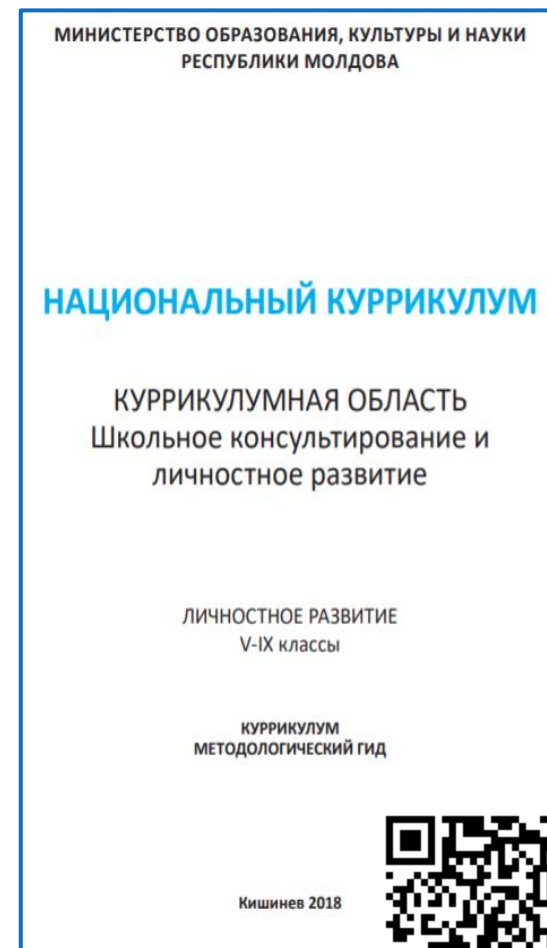 МИНИСТЕРСТВО ОБРАЗОВАНИЯ, КУЛЬТУРЫ И НАУКИ
РЕСПУБЛИКИ МОЛДОВА
НАЦИОНАЛЬНЫЙ КУРРИКУЛУМ
КУРРИКУЛУМНАЯ ОБЛАСТЬ
Школьное консультирование и
личностное развитие
ЛИЧНОСТНОЕ РАЗВИТИЕ
V-IX классы
КУРРИКУЛУМ
МЕТОДОЛОГИЧЕСКИЙ ГИД
Кишинев 2018